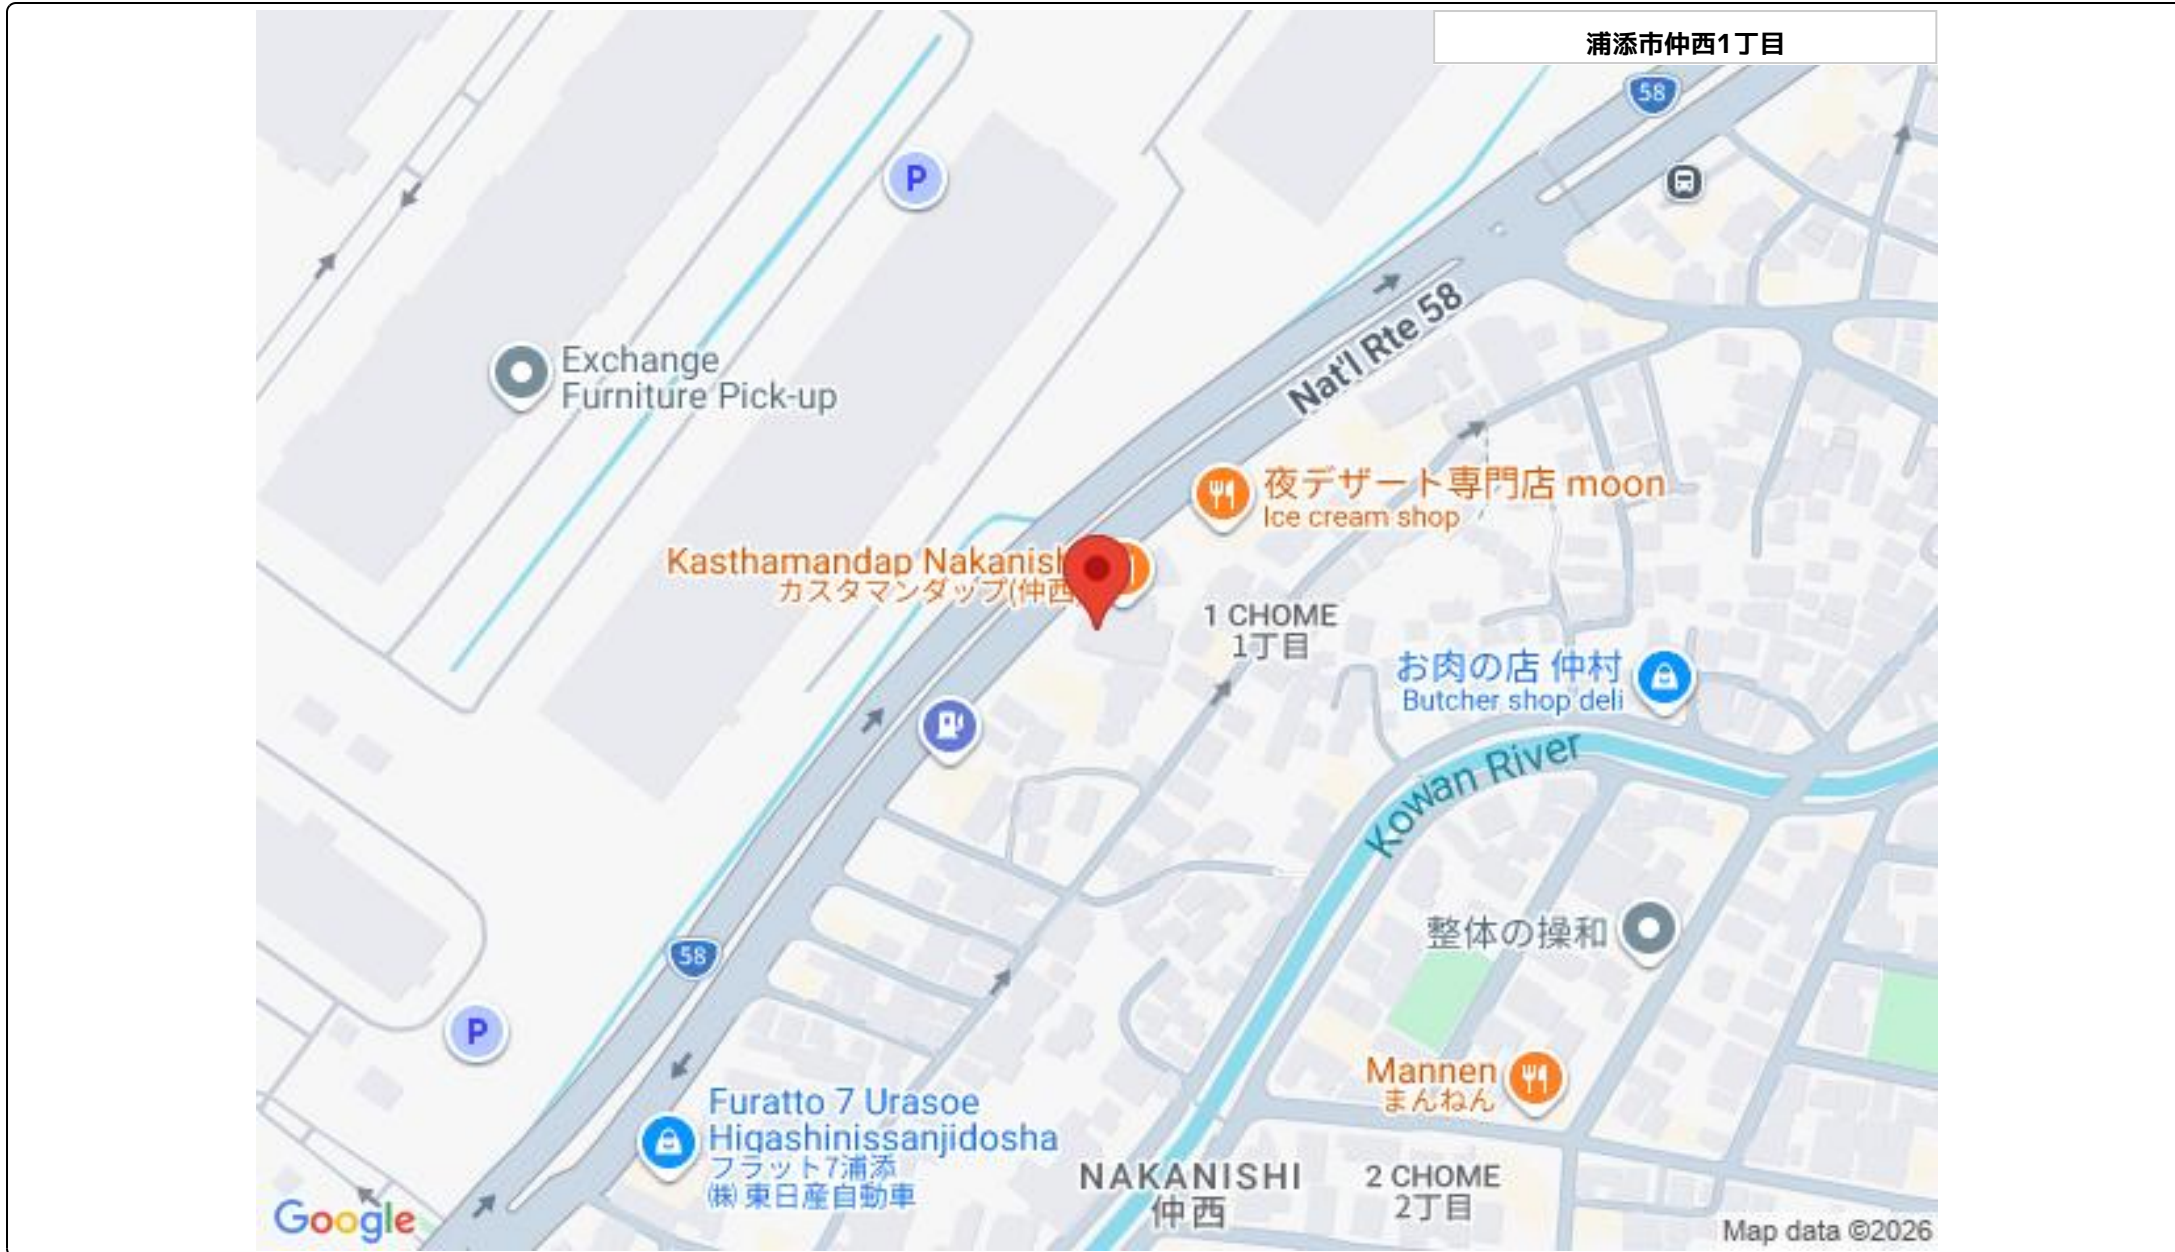 浦添市仲西1丁目
58
P
Exchange
Furniture Pick-up
Nat'l Rte 58
夜デザート専門店 moon
Ice cream shop
Kasthamandap Nakanish
カスタマンダップ(仲西
1 CHOME
1丁目
お肉の店 仲村
Butcher shop deli
Kowan River
整体の操和
58
P
Mannen
まんねん
Furatto 7 Urasoe
Higashinissanjidosha
フラット7浦添
㈱東日産自動車
NAKANISHI
仲西
2 CHOME
2丁目
Google
Map data ©2026